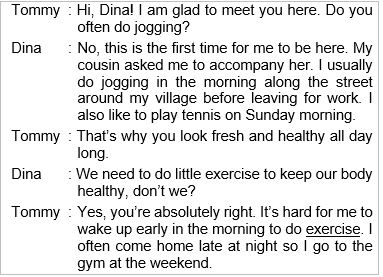 Tommy : Hi, Dina! I am glad to meet you here. Do you
often do jogging?
Dina : No, this is the first time for me to be here. My
cousin asked me to accompany her. I usually
do jogging in the morning along the street
around my village before leaving for work. I
also like to play tennis on Sunday morning.
Tommy : That’s why you look fresh and healthy all day
long.
Dina : We need to do little exercise to keep our body
healthy, don’t we?
Tommy : Yes, you’re absolutely right. It’s hard for me to
wake up early in the morning to do exercise. I
often come home late at night so I go to the
gym at the weekend.